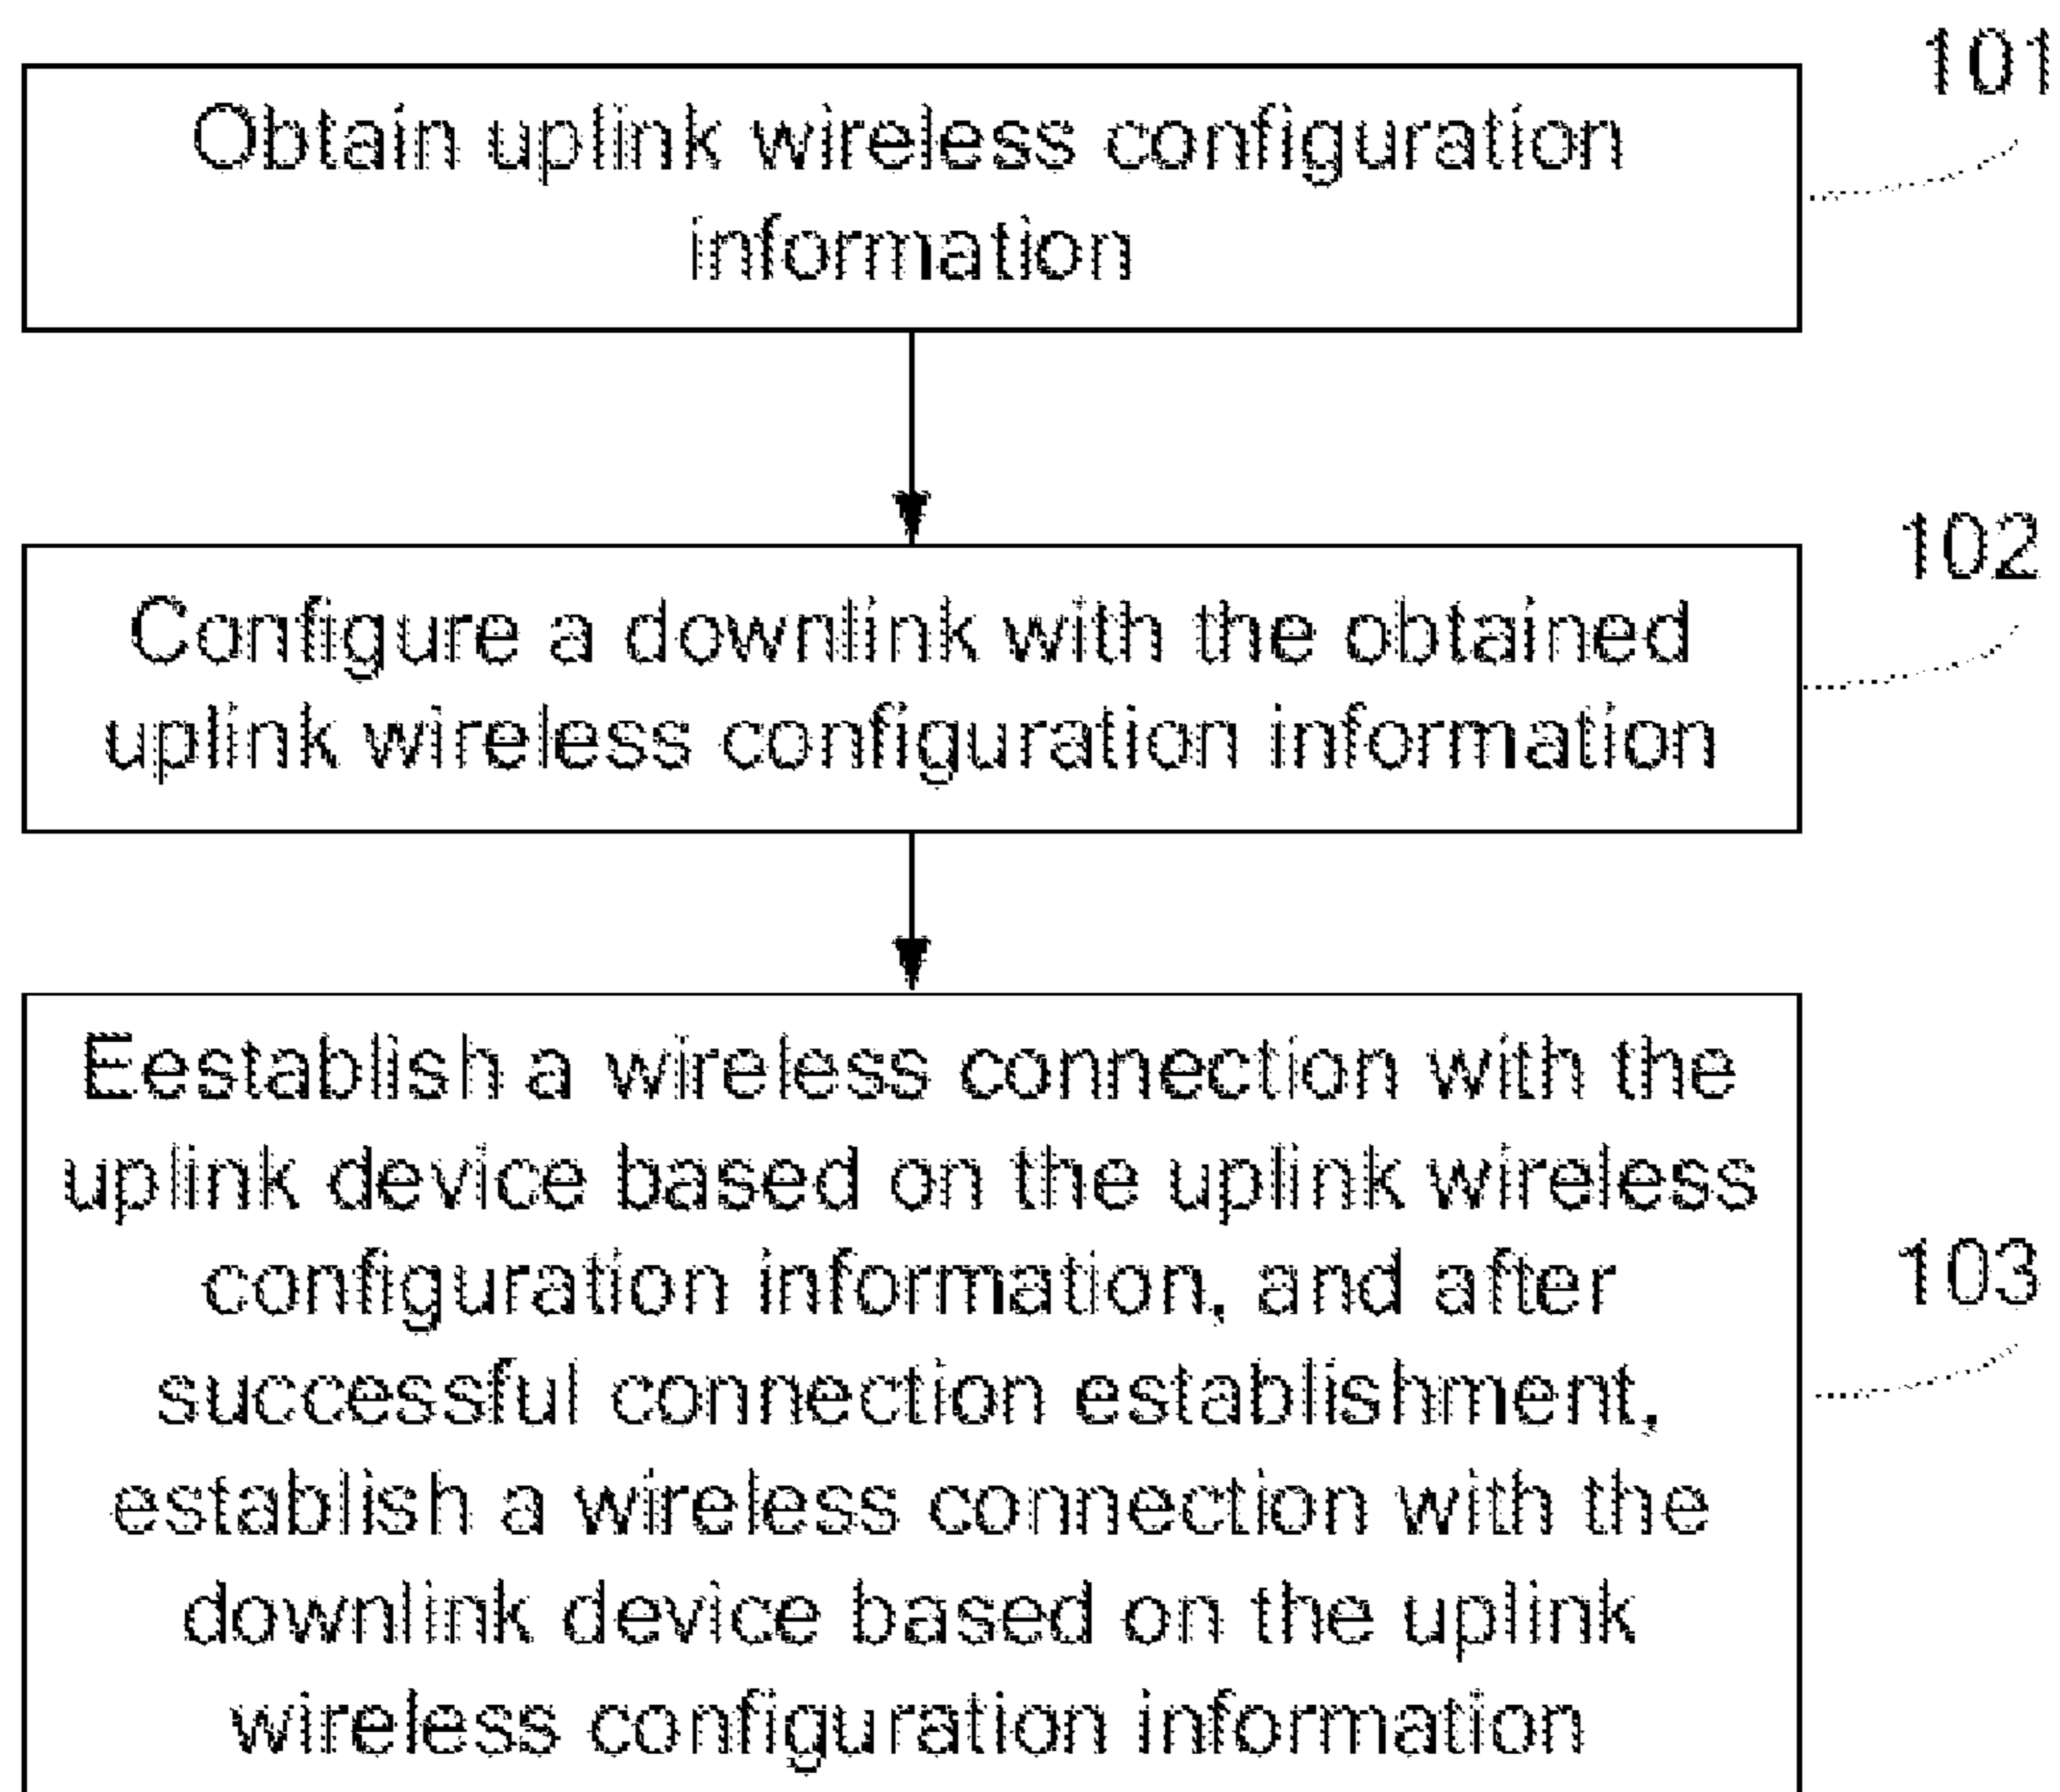 101
Obtain uplink wireless configuration
information
102
Configure a downlink with the obtained
uplink wireless configuration information
Eestablish a wireless connection with the
uplink device based on the uplink wireless
configuration information, and after
103
successful connection establishment,
establish a wireless connection with the
downlink device based on the uplink
wireless configuration information